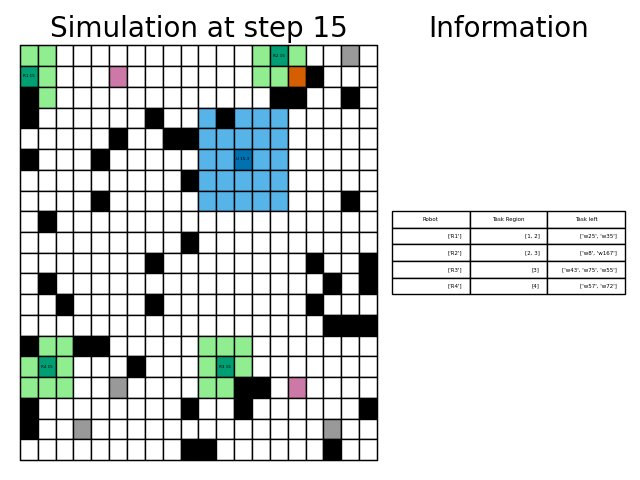 Simulation at step 15
Information
Robot Task Region Task left
['R1'] [1, 2] ['w25', 'w35']
['R2'] [2, 3] ['w8', 'w167']
['R3'] [3] ['w43', 'w75', 'w55']
['R4'] [4] ['w57', 'w72']